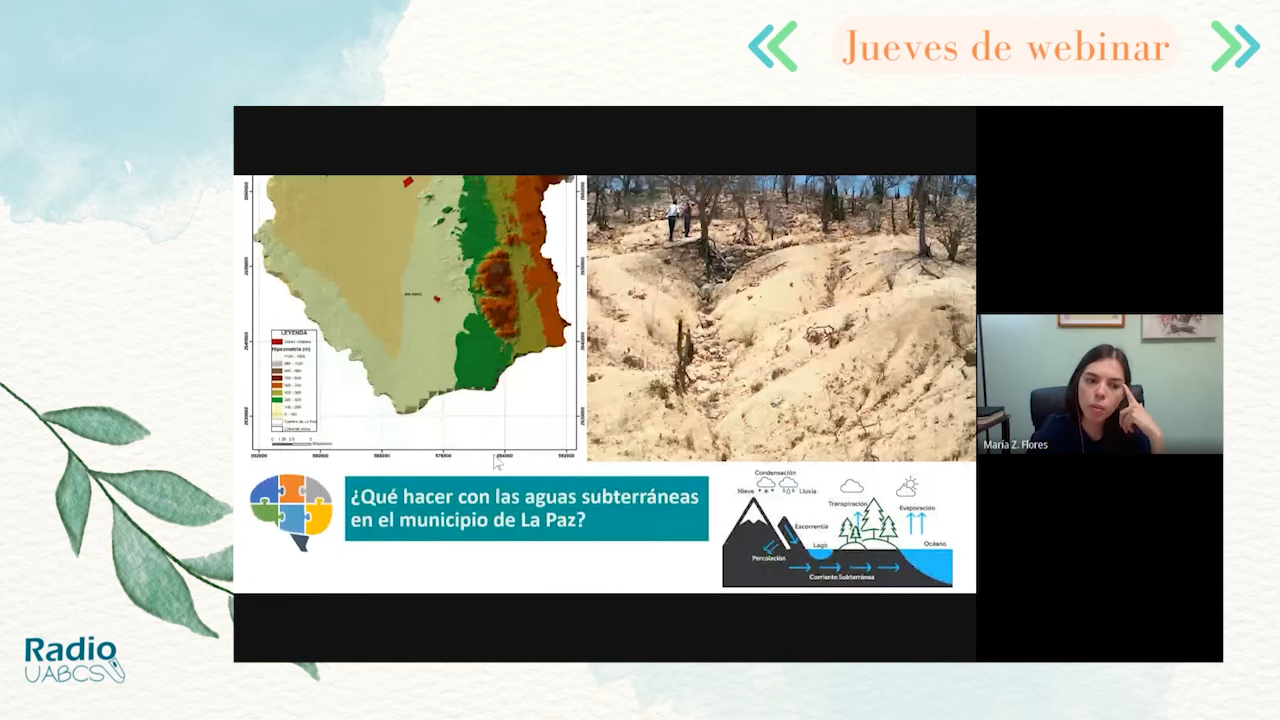 Jueves de webinar
LEYENDA
Hipsometría (m)
¿Qué hacer con las aguas subterráneas
en el municipio de La Paz?
Condensación
Nieve
Lluvia
Transpiración
Evaporación
Escorrentía
Lago
Océano
Percolación
Corriente Subterránea
María Z. Flores
Radio
UABCS